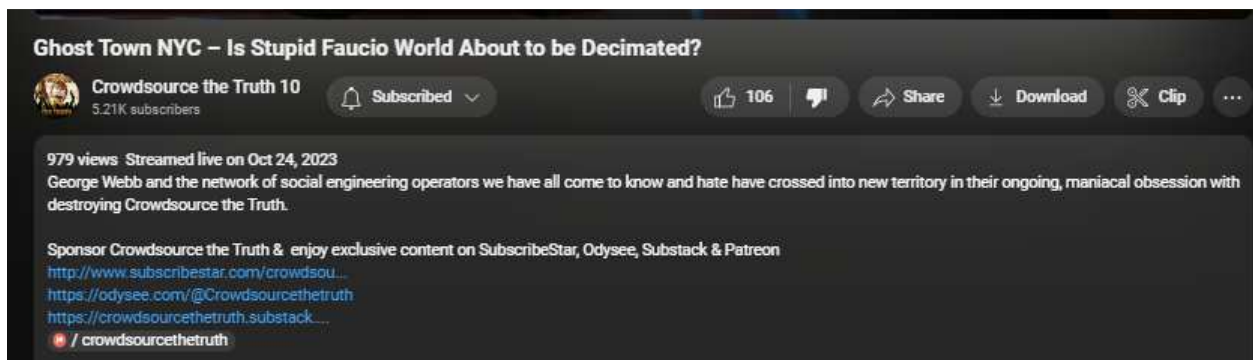 Ghost Town NYC – Is Stupid Faucio World About to be Decimated?
Crowdsource the Truth 10
5.21K subscribers
Subscribed
106
Share
Download
Clip
...
979 views Streamed live on Oct 24, 2023
George Webb and the network of social engineering operators we have all come to know and hate have crossed into new territory in their ongoing, maniacal obsession with
destroying Crowdsource the Truth.
Sponsor Crowdsource the Truth & enjoy exclusive content on SubscribeStar, Odysee, Substack & Patreon
http://www.subscribestar.com/crowdsou...
https://odysee.com/@Crowdsourcethetruth
https://crowdsourcethetruth.substack....
/ crowdsourcethetruth